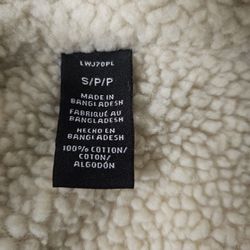 LWJ70PL
S/P/P
MADE IN
BANGLADESH
FABRIQUÉ AU
BANGLADESH
HECHO EN
BANGLADESH
100% COTTON/
COTON/
ALGODÓN